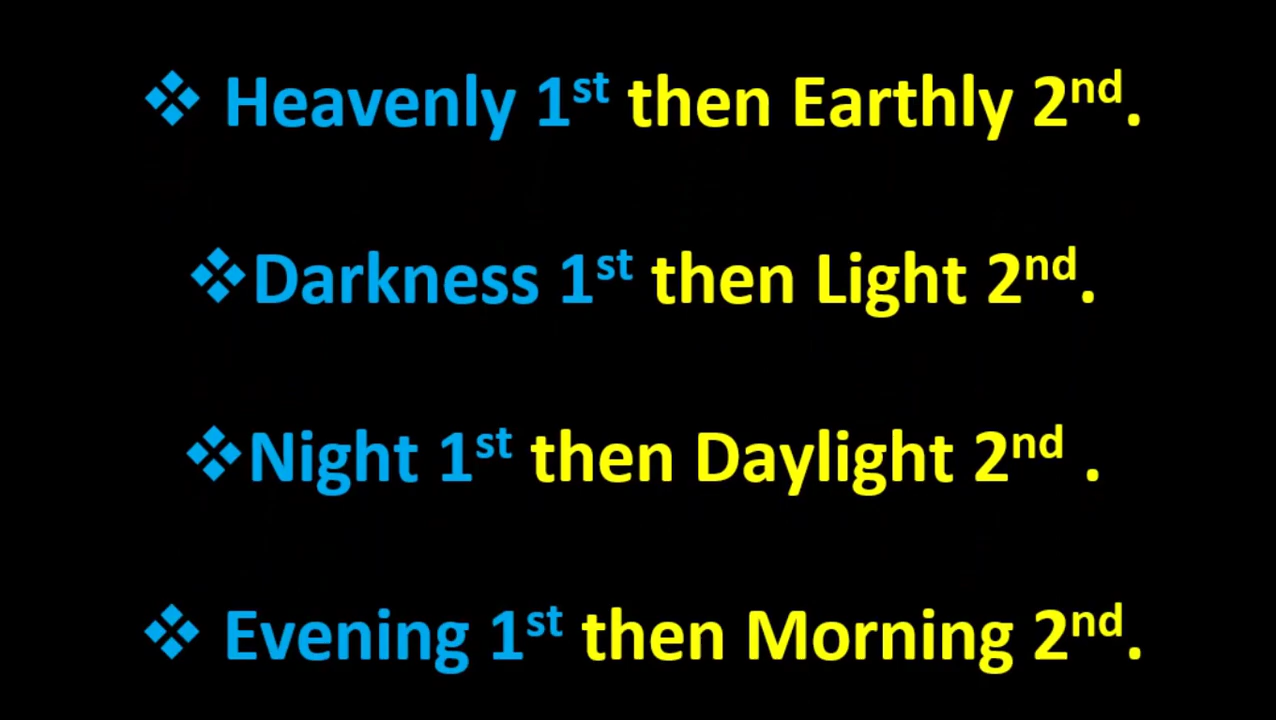 ❖ Heavenly 1st then Earthly 2nd.
❖Darkness 1st then Light 2nd.
❖Night 1st then Daylight 2nd .
❖ Evening 1st then Morning 2nd.